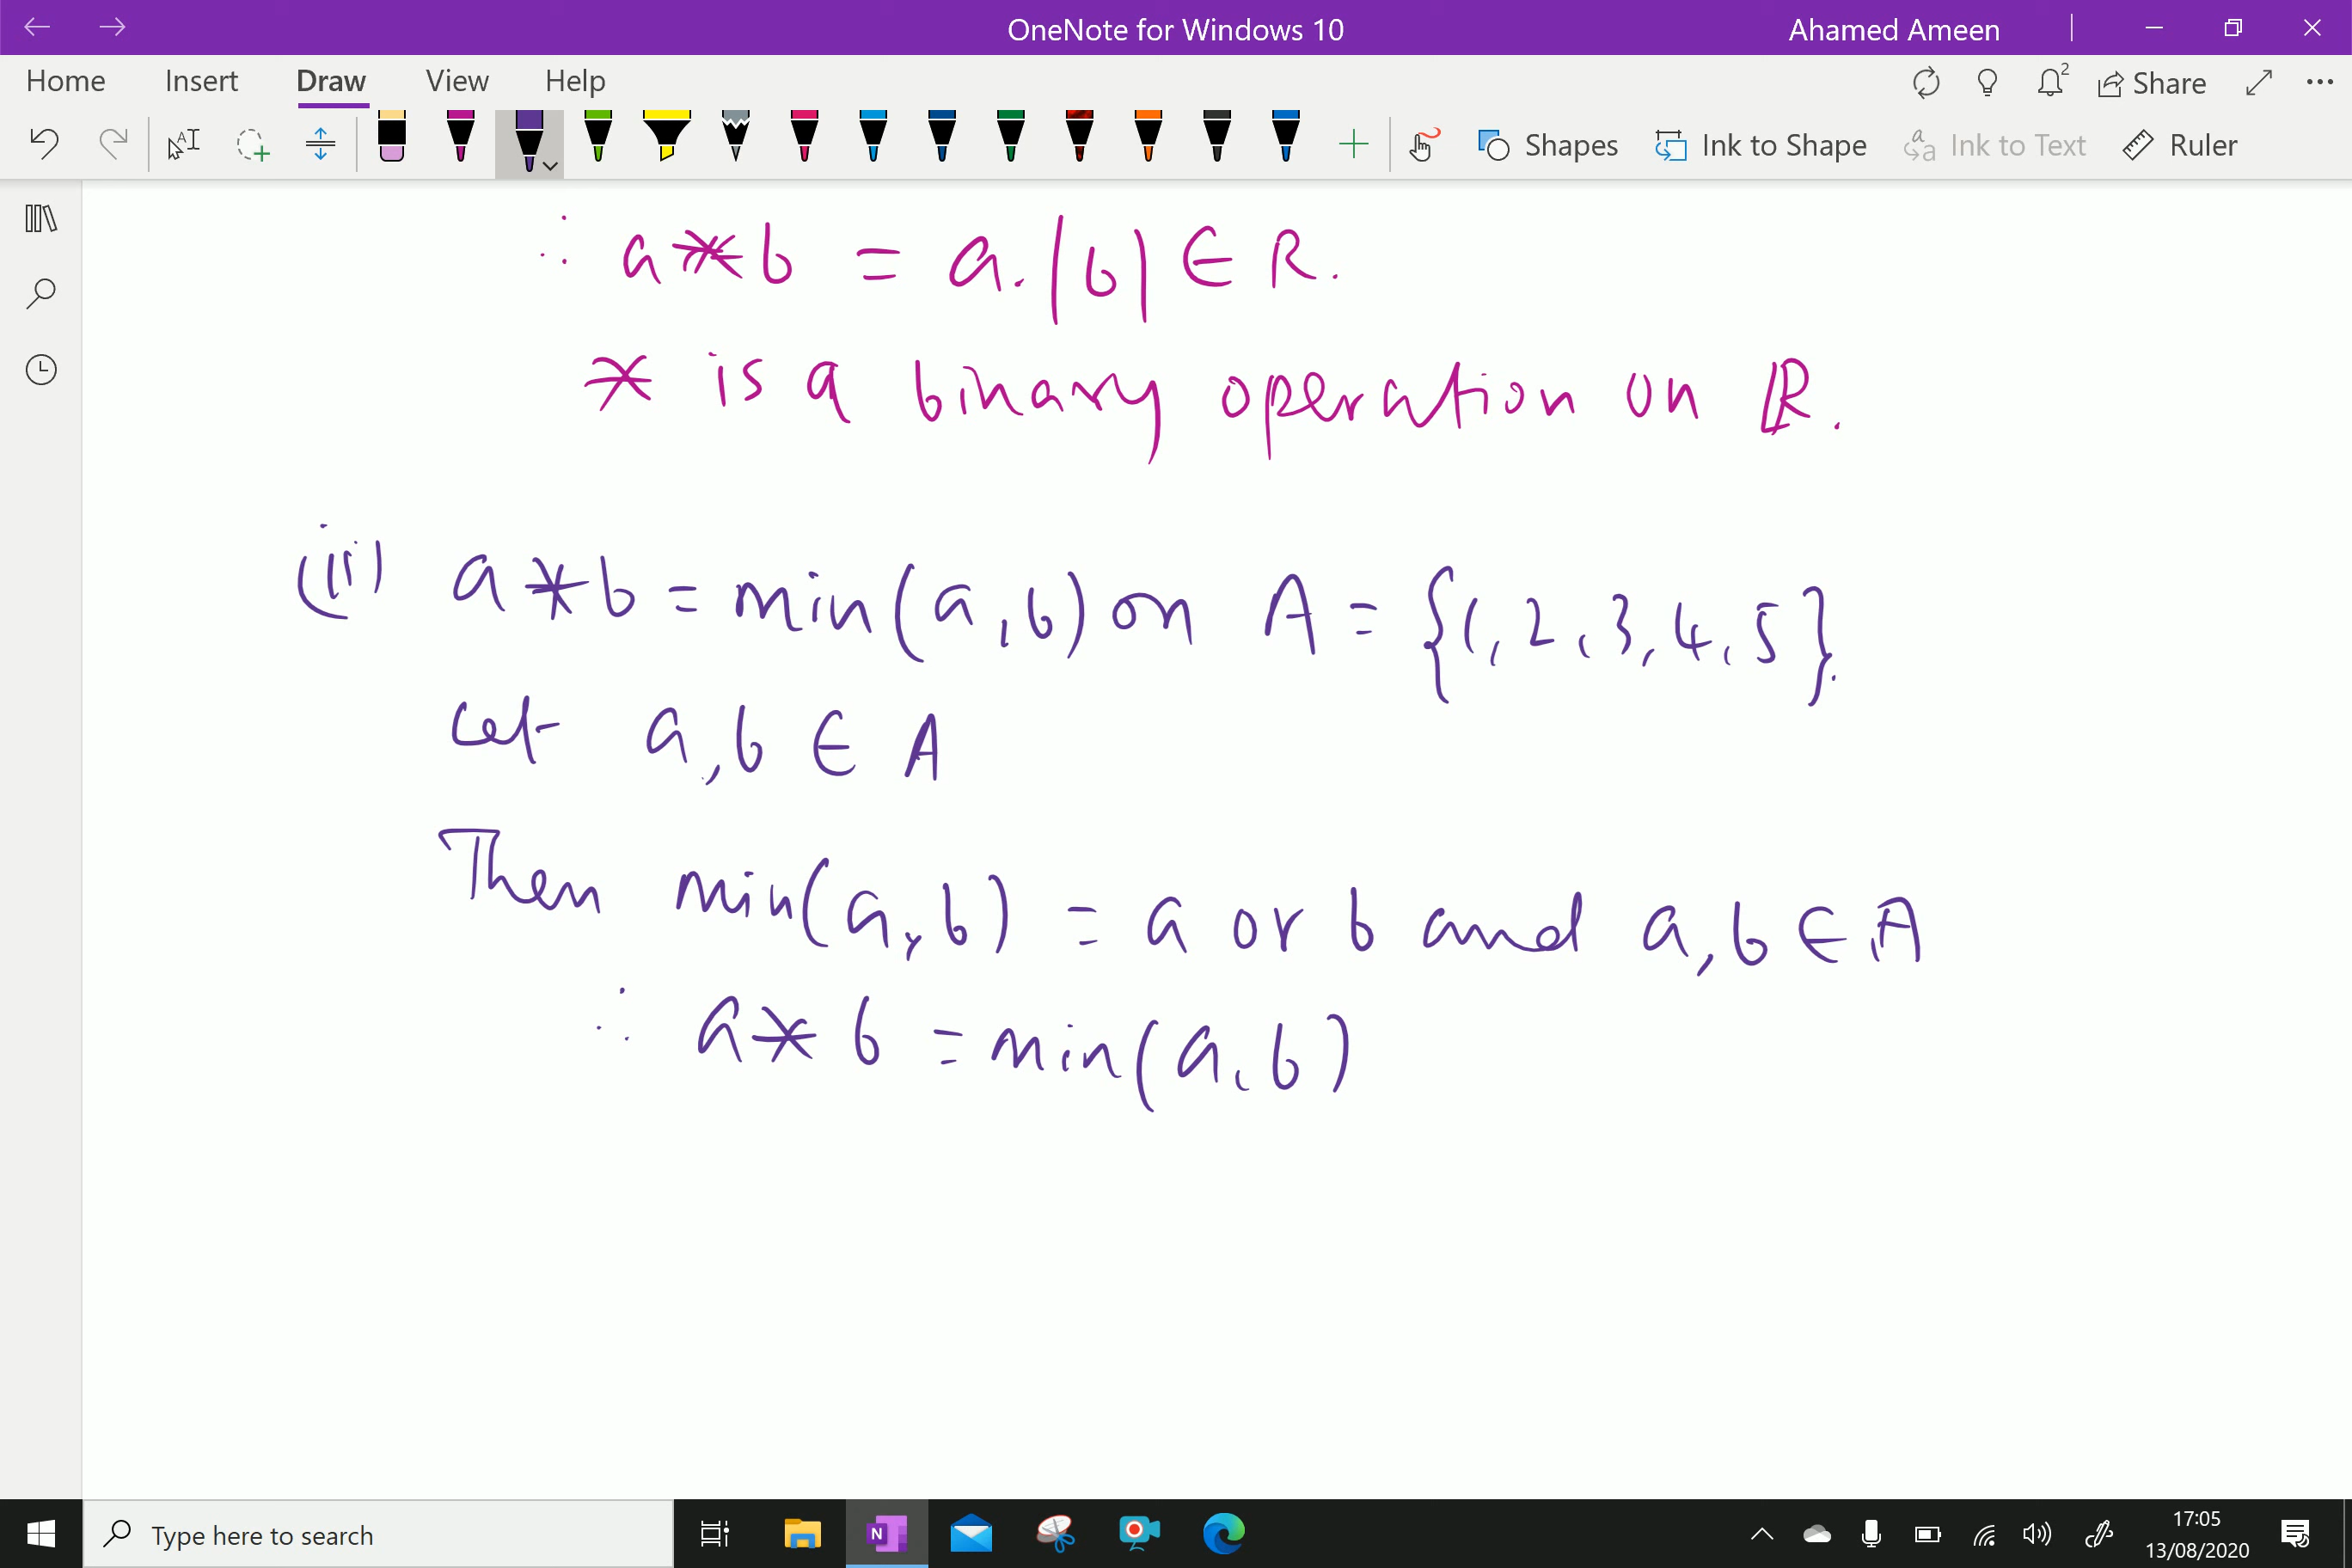 OneNote for Windows 10
Ahamed Ameen
Home Insert Draw View Help
2 Share
Shapes Ink to Shape Ink to Text Ruler
∴ a * b = a.|b| ∈ R.
* is a binary operation on ℝ.
(ii) a * b = min(a,b) on A = {1,2,3,4,5}.
Let a,b ∈ A
Then min(a,b) = a or b and a,b ∈ A
∴ a * b = min(a,b)
Type here to search
17:05
13/08/2020